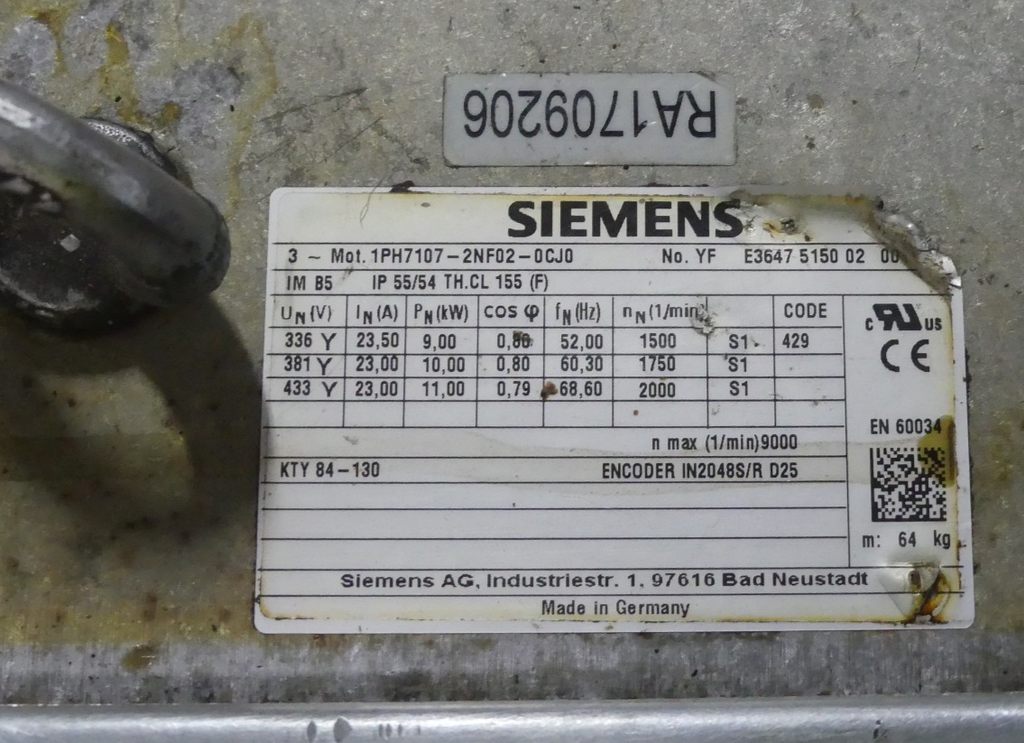 RA1709206
SIEMENS
3 ~ Mot. 1PH7107-2NF02-0CJ0 No. YF E3647 5150 02
IM B5 IP 55/54 TH.CL 155 (F)
UN(V) IN(A) PN(kW) cos φ fN(Hz) nN(1/min) CODE
336 Y 23,50 9,00 52,00 1500 S1 429
381 Y 23,00 10,00 0,80 60,30 1750 S1
433 Y 23,00 11,00 0,79 68,60 2000 S1
n max (1/min)9000
KTY 84-130 ENCODER IN2048S/R D25
c RU US
CE
EN 60034
m: 64 kg
Siemens AG, Industriestr. 1, 97616 Bad Neustadt
Made in Germany